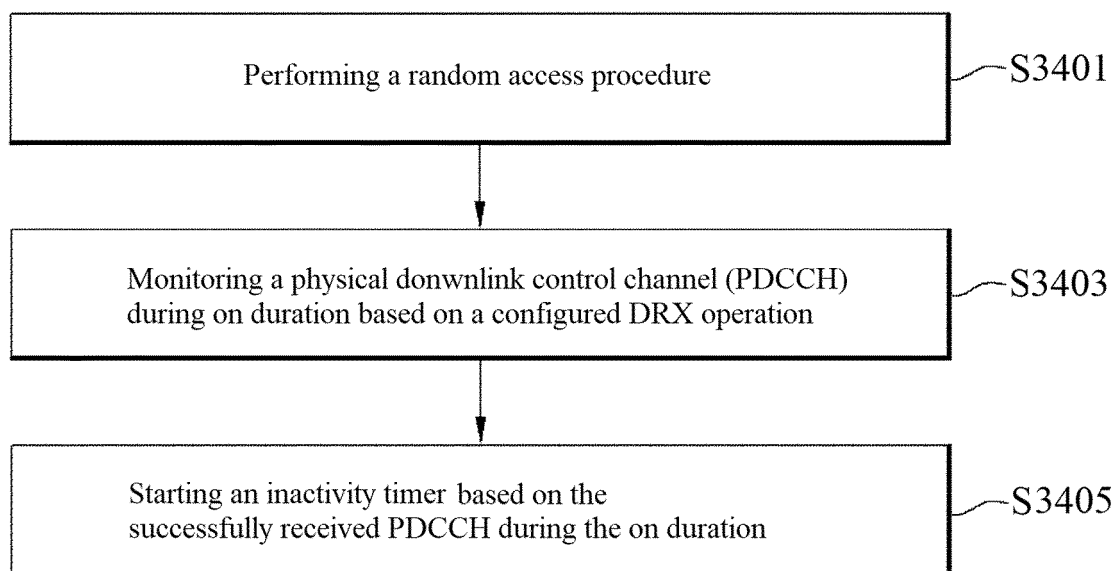 Performing a random access procedure
S3401
Monitoring a physical donwnlink control channel (PDCCH)
during on duration based on a configured DRX operation
S3403
Starting an inactivity timer based on the
successfully received PDCCH during the on duration
S3405